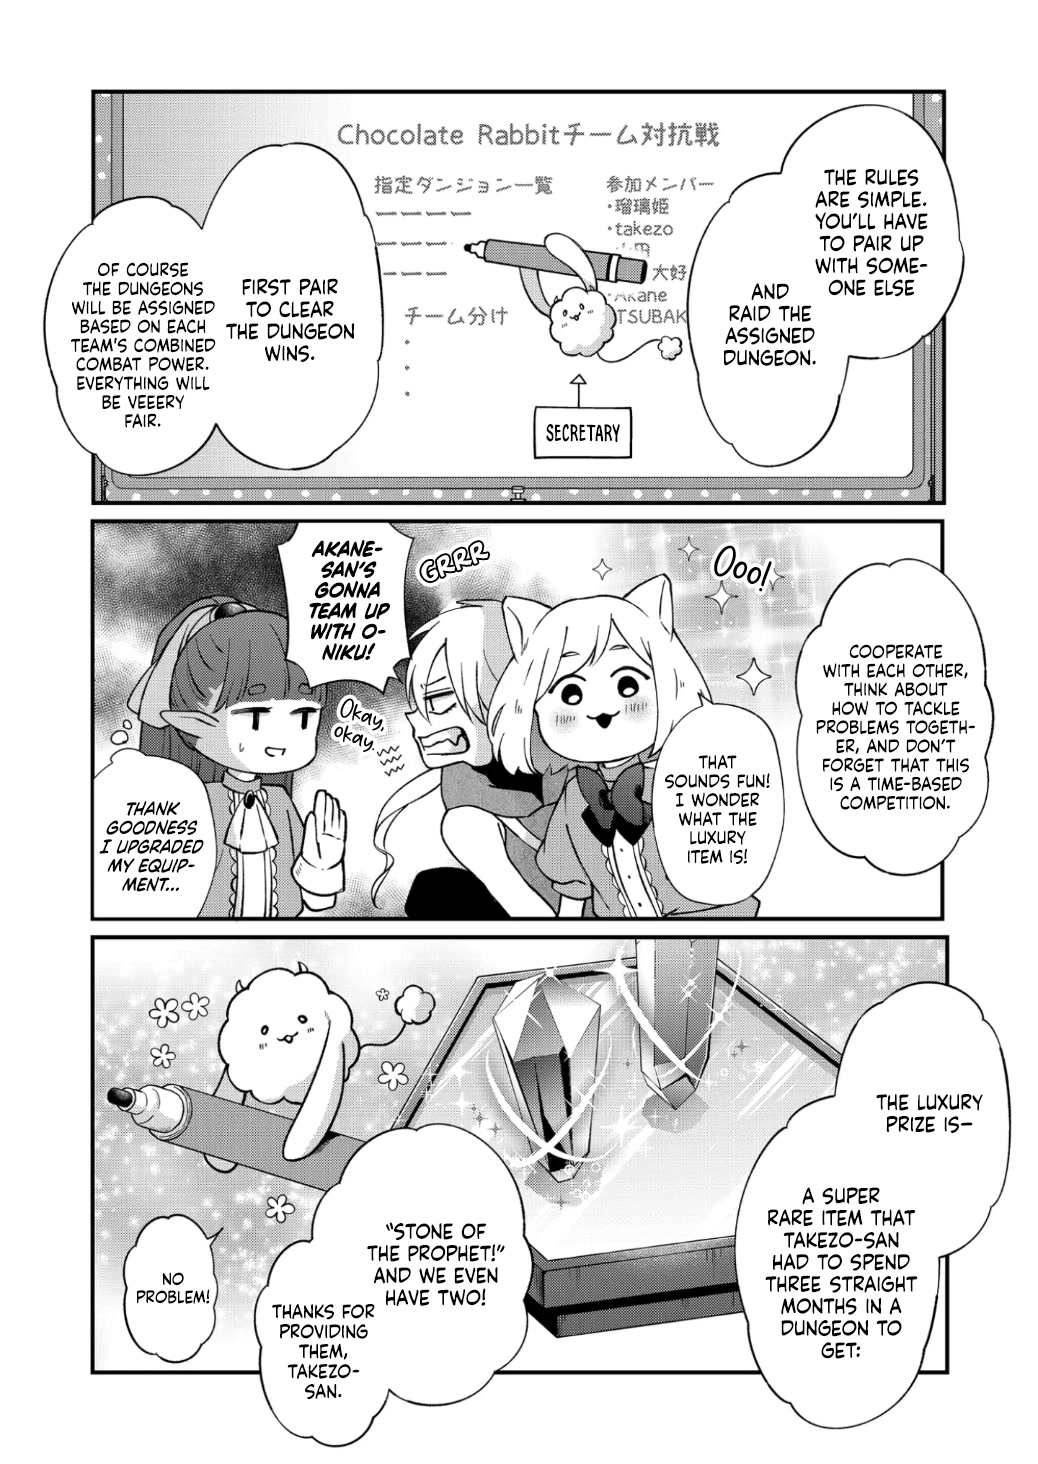 Chocolate Rabbitチーム対抗戦
指定ダンジョン一覧
参加メンバー
・瑠璃姫
・takezo
大好
・Akane
TSUBAK
チーム分け
THE RULES
ARE SIMPLE.
YOU'LL HAVE
TO PAIR UP
WITH SOME-
ONE ELSE
AND
RAID THE
ASSIGNED
DUNGEON.
FIRST PAIR
TO CLEAR
THE DUNGEON
WINS.
OF COURSE
THE DUNGEONS
WILL BE ASSIGNED
BASED ON EACH
TEAM'S COMBINED
COMBAT POWER.
EVERYTHING WILL
BE VEEERY
FAIR.
SECRETARY
COOPERATE
WITH EACH OTHER,
THINK ABOUT
HOW TO TACKLE
PROBLEMS TOGETH-
ER, AND DON'T
FORGET THAT THIS
IS A TIME-BASED
COMPETITION.
Ooo!
THAT
SOUNDS FUN!
I WONDER
WHAT THE
LUXURY
ITEM IS!
GRRR
AKANE-
SAN'S
GONNA
TEAM UP
WITH O-
NIKU!
Okay,
okay.
THANK
GOODNESS
I UPGRADED
MY EQUIP-
MENT...
THE LUXURY
PRIZE IS—
A SUPER
RARE ITEM THAT
TAKEZO-SAN
HAD TO SPEND
THREE STRAIGHT
MONTHS IN A
DUNGEON TO
GET:
"STONE OF
THE PROPHET!"
AND WE EVEN
HAVE TWO!
THANKS FOR
PROVIDING
THEM,
TAKEZO-
SAN.
NO
PROBLEM!